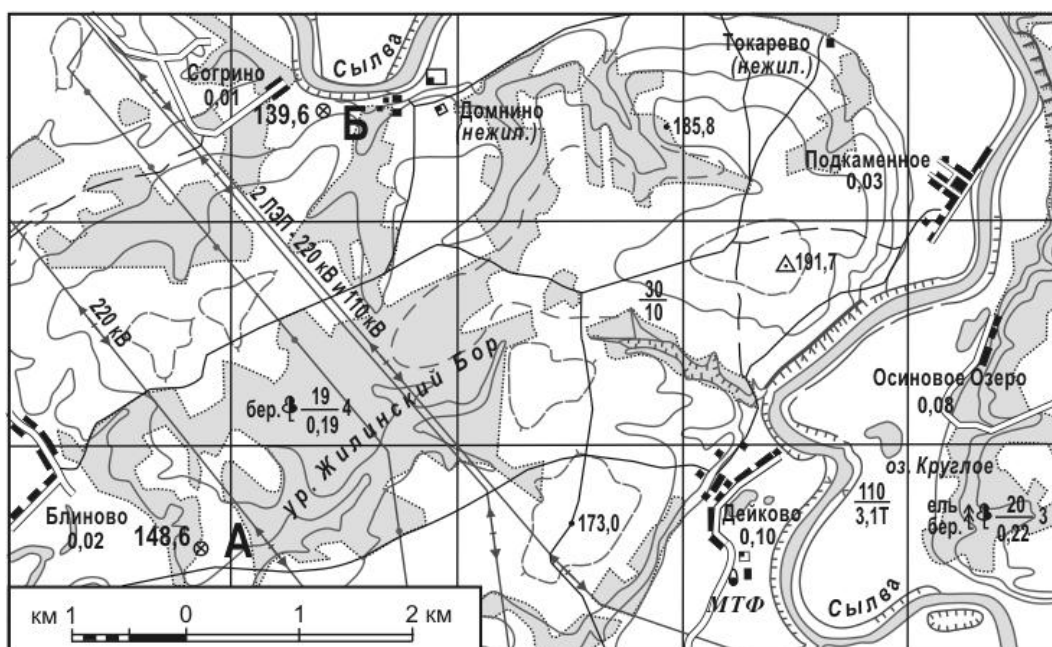 Сылва
Токарево
(нежил.)
Согрино
0,01
139,6
Б
Домнино
(нежил.)
185,8
Подкаменное
0,03
2 ЛЭП - 220 кВ и 110 кВ
191,7
220 кВ
30
10
бер. 19 4
0,19
ур. Жилинский Бор
Осиновое Озеро
0,08
оз. Круглое
Блиново
0,02
148,6
А
173,0
Дейково
0,10
110
3,1Т
ель
бер.
20 3
0,22
МТФ
Сылва
км 1 0 1 2 км